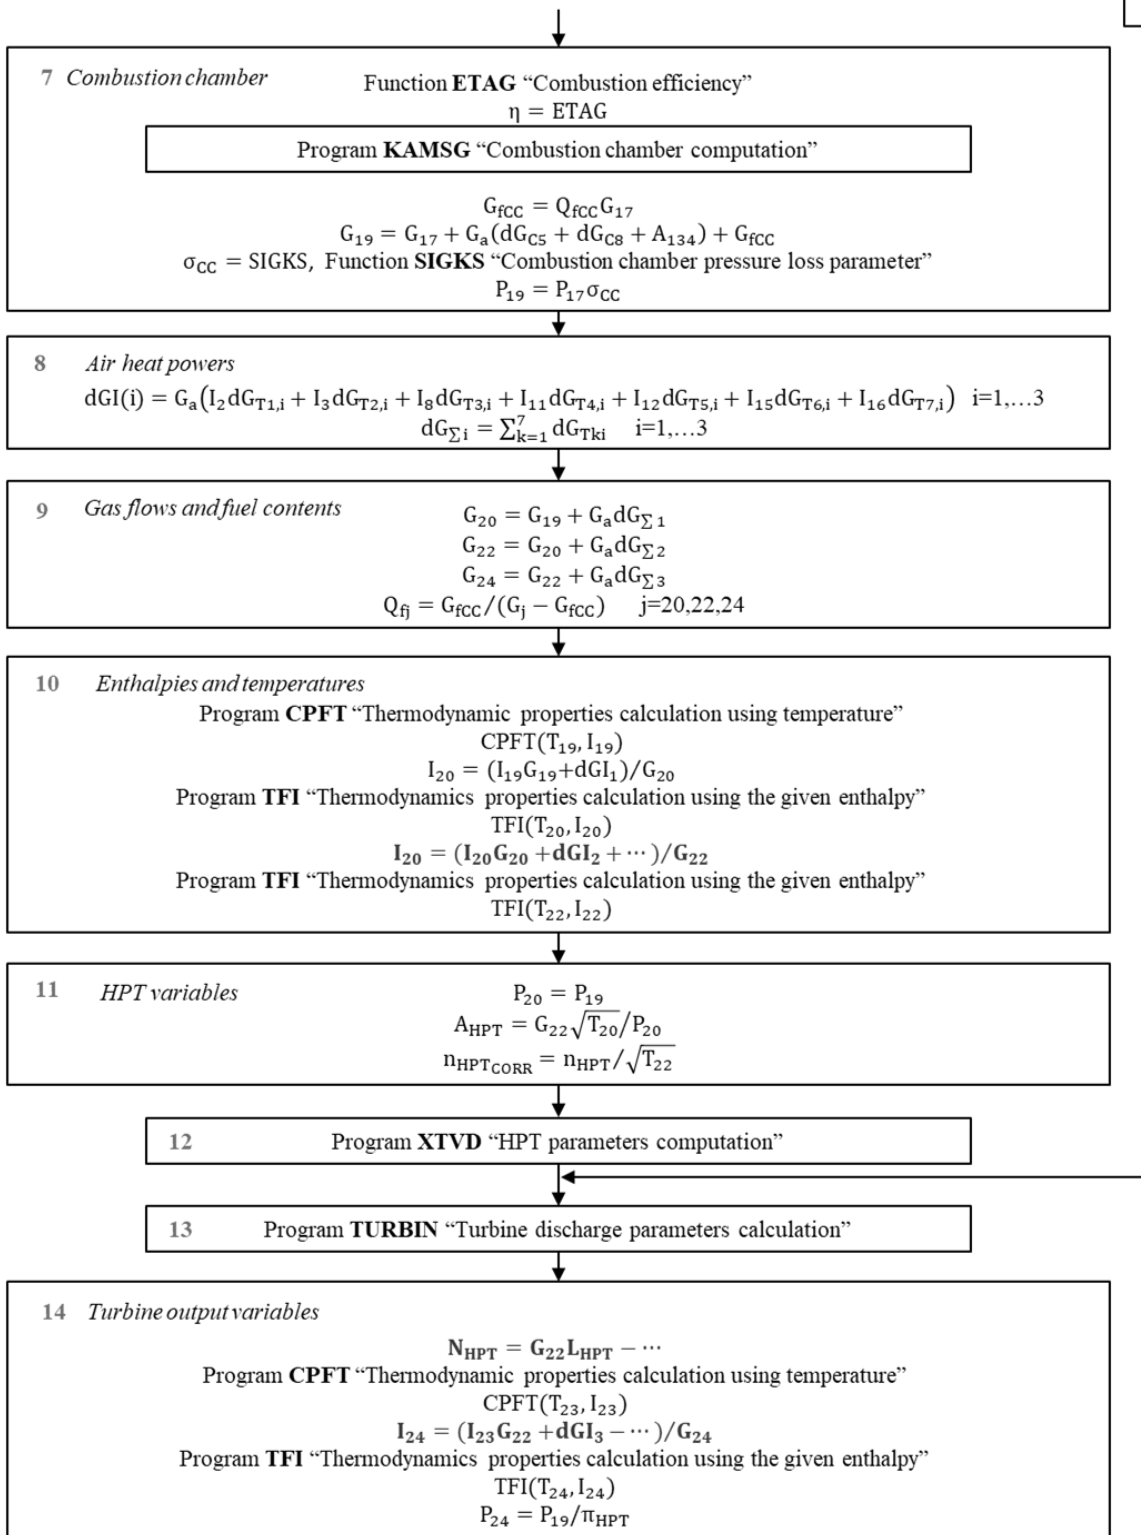 7 Combustion chamber
Function ETAG “Combustion efficiency”
η = ETAG
Program KAMSG “Combustion chamber computation”
G_fCC = Q_fCC G_17
G_19 = G_17 + G_a(dG_C5 + dG_C8 + A_134) + G_fCC
σ_CC = SIGKS, Function SIGKS “Combustion chamber pressure loss parameter”
P_19 = P_17 σ_CC
8 Air heat powers
dGI(i) = G_a(I_2 dG_T1,i + I_3 dG_T2,i + I_8 dG_T3,i + I_11 dG_T4,i + I_12 dG_T5,i + I_15 dG_T6,i + I_16 dG_T7,i) i=1,…3
dG_Σi = Σ_{k=1}^{7} dG_Tki i=1,…3
9 Gas flows and fuel contents
G_20 = G_19 + G_a dG_Σ1
G_22 = G_20 + G_a dG_Σ2
G_24 = G_22 + G_a dG_Σ3
Q_fj = G_fCC/(G_j − G_fCC) j=20,22,24
10 Enthalpies and temperatures
Program CPFT “Thermodynamic properties calculation using temperature”
CPFT(T_19, I_19)
I_20 = (I_19 G_19+dGI_1)/G_20
Program TFI “Thermodynamics properties calculation using the given enthalpy”
TFI(T_20, I_20)
I_20 = (I_20 G_20 +dGI_2 + ⋯ )/G_22
Program TFI “Thermodynamics properties calculation using the given enthalpy”
TFI(T_22, I_22)
11 HPT variables
P_20 = P_19
A_HPT = G_22 √T_20/P_20
n_HPT_CORR = n_HPT/√T_22
12 Program XTVD “HPT parameters computation”
13 Program TURBIN “Turbine discharge parameters calculation”
14 Turbine output variables
N_HPT = G_22 L_HPT − ⋯
Program CPFT “Thermodynamic properties calculation using temperature”
CPFT(T_23, I_23)
I_24 = (I_23 G_22 +dGI_3 − ⋯ )/G_24
Program TFI “Thermodynamics properties calculation using the given enthalpy”
TFI(T_24, I_24)
P_24 = P_19/π_HPT